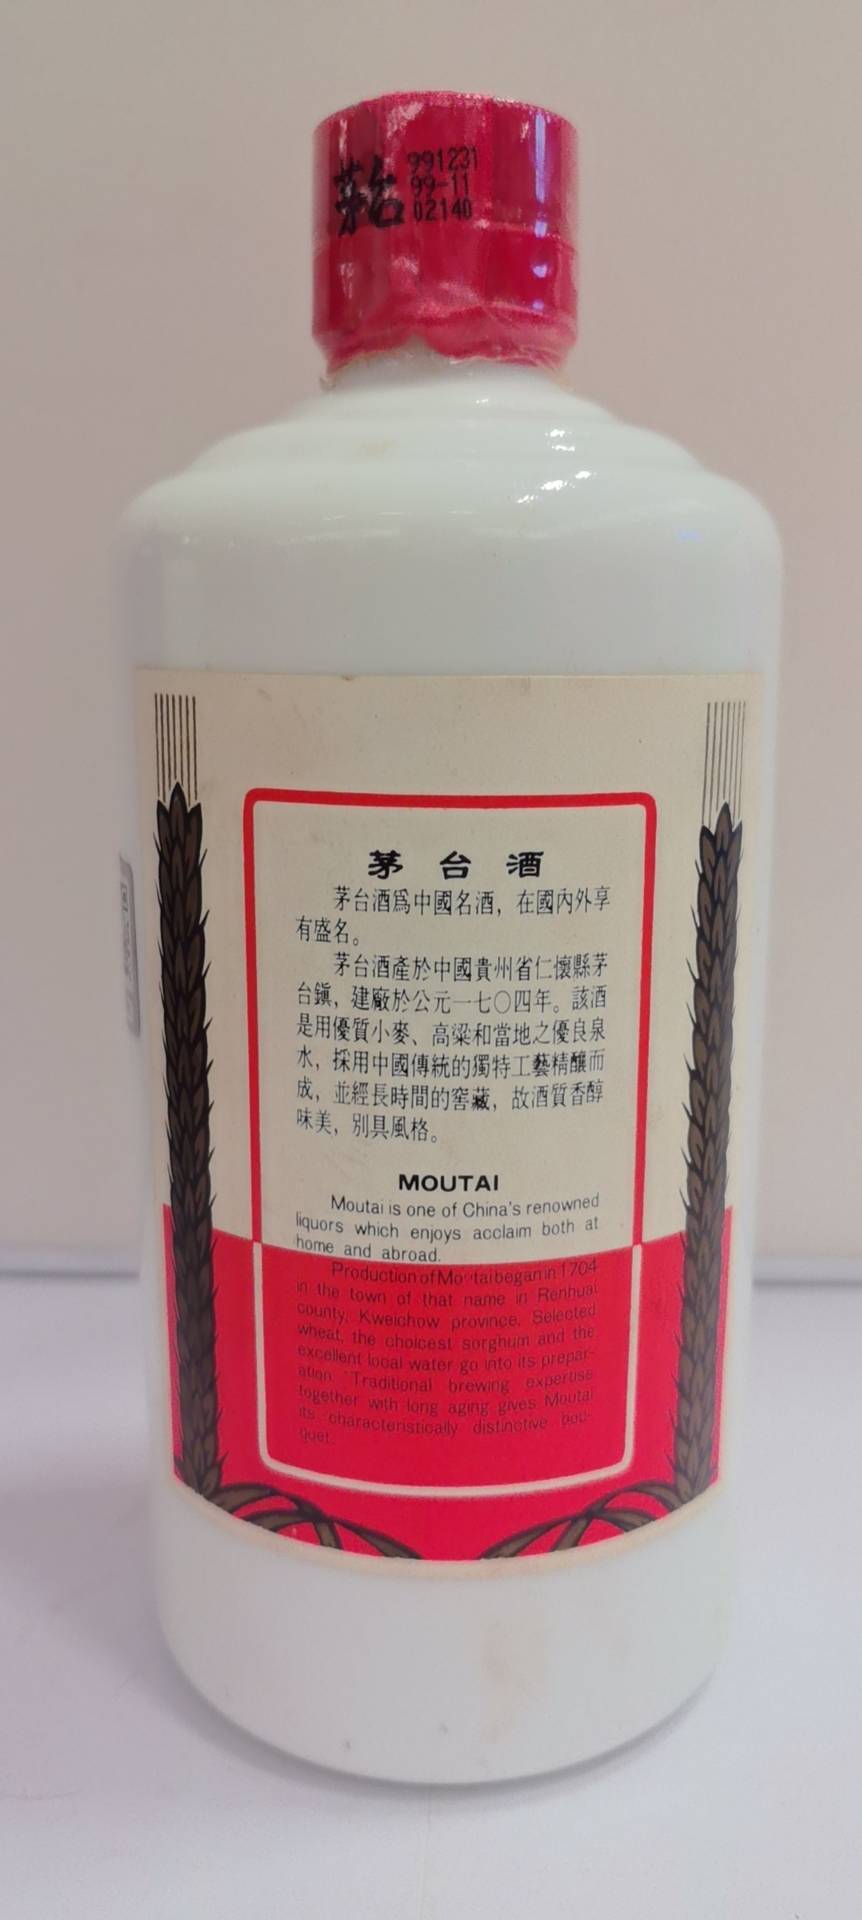 茅台
991231
99-11
02140
茅台酒
茅台酒爲中國名酒，在國內外享
有盛名。
茅台酒產於中國貴州省仁懷縣茅
台鎮，建廠於公元一七〇四年。該酒
是用優質小麥、高粱和當地之優良泉
水，採用中國傳統的獨特工藝精釀而
成，並經長時間的窖藏，故酒質香醇
味美，別具風格。
MOUTAI
Moutai is one of China's renowned
liquors which enjoys acclaim both at
home and abroad.
Production of Moutai began in 1704
in the town of that name in Renhuai
county, Kweichow province. Selected
wheat, the choicest sorghum and the
excellent local water go into its prepar-
ation. Traditional brewing expertise
together with long aging gives Moutai
its characteristically distinctive bou-
quet.